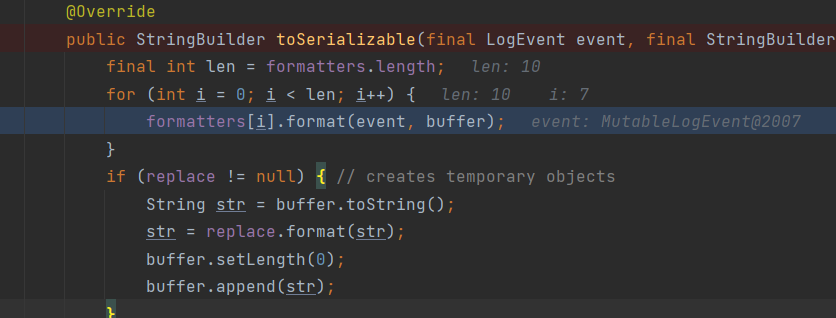 @Override
public StringBuilder toSerializable(final LogEvent event, final StringBuilder
final int len = formatters.length; len: 10
for (int i = 0; i < len; i++) { len: 10 i: 7
formatters[i].format(event, buffer); event: MutableLogEvent@2007
}
if (replace != null) { // creates temporary objects
String str = buffer.toString();
str = replace.format(str);
buffer.setLength(0);
buffer.append(str);
}